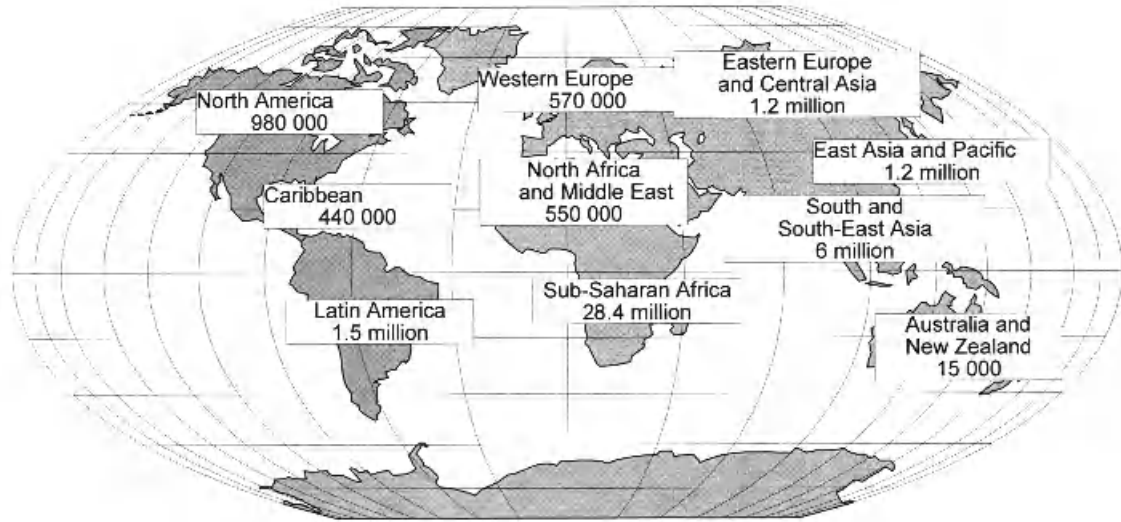 Eastern Europe
and Central Asia
1.2 million
Western Europe
570 000
North America
980 000
East Asia and Pacific
1.2 million
North Africa
and Middle East
550 000
Caribbean
440 000
South and
South-East Asia
6 million
Sub-Saharan Africa
28.4 million
Latin America
1.5 million
Australia and
New Zealand
15 000